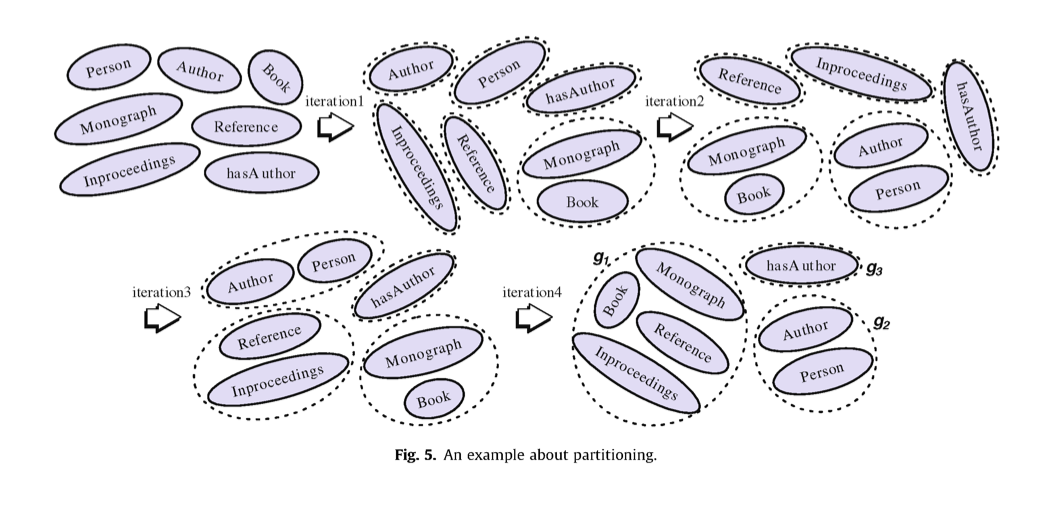 Person
Author
Book
Monograph
Reference
Inproceedings
hasAuthor
iteration1
Author
Person
hasAuthor
Inproceedings
Reference
Monograph
Book
iteration2
Reference
Inproceedings
hasAuthor
Monograph
Book
Author
Person
iteration3
Author
Person
hasAuthor
Reference
Inproceedings
Monograph
Book
iteration4
g1
Monograph
Book
Reference
Inproceedings
hasAuthor
g3
Author
g2
Person
Fig. 5. An example about partitioning.